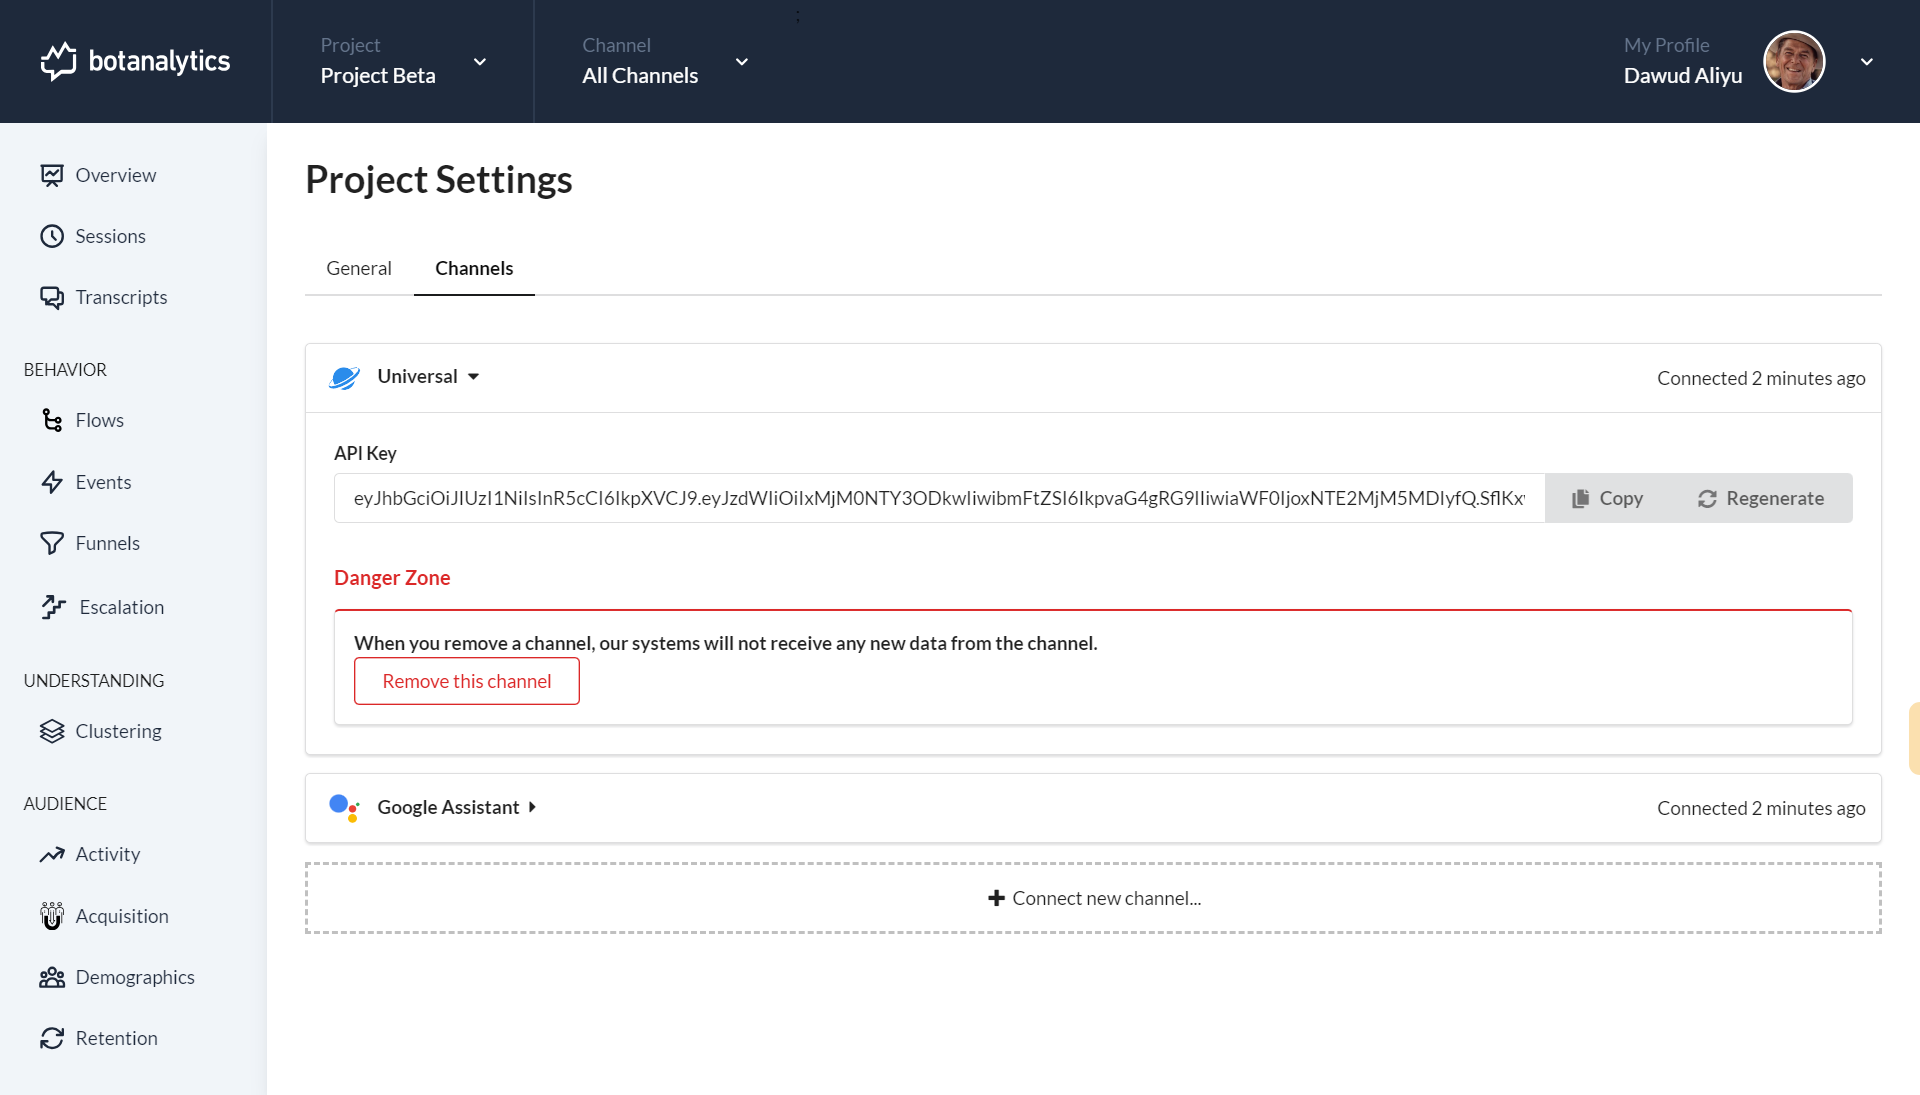 botanalytics
Project
Project Beta
Channel
All Channels
;
My Profile
Dawud Aliyu
Overview
Sessions
Transcripts
BEHAVIOR
Flows
Events
Funnels
Escalation
UNDERSTANDING
Clustering
AUDIENCE
Activity
Acquisition
Demographics
Retention
Project Settings
General
Channels
Universal
Connected 2 minutes ago
API Key
eyJhbGciOiJIUzI1NiIsInR5cCI6IkpXVCJ9.eyJzdWIiOiIxMjM0NTY3ODkwIiwibmFtZSI6IkpvaG4gRG9lIiwiaWF0IjoxNTE2MjM5MDIyfQ.SflKx
Copy
Regenerate
Danger Zone
When you remove a channel, our systems will not receive any new data from the channel.
Remove this channel
Google Assistant
Connected 2 minutes ago
Connect new channel...